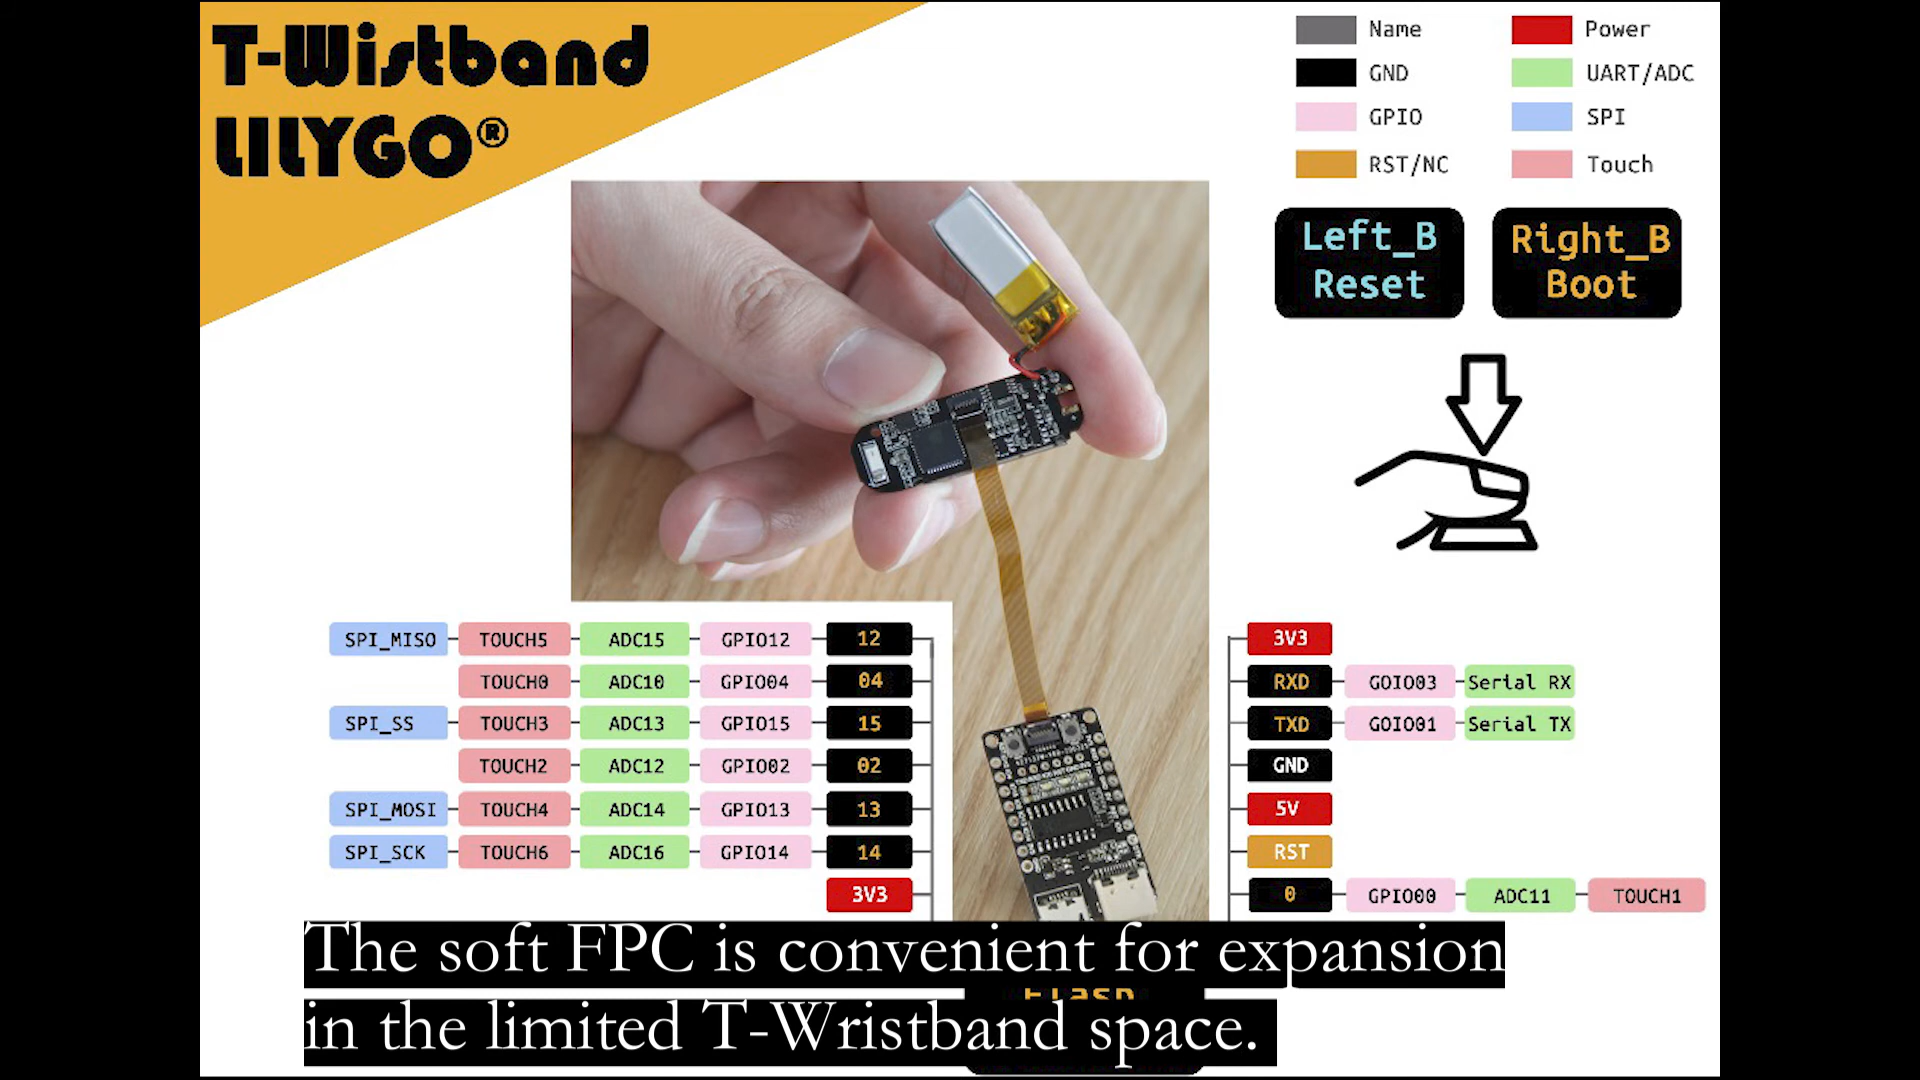 T-Wistband
LILYGO®
Name
Power
GND
UART/ADC
GPIO
SPI
RST/NC
Touch
Left_B
Reset
Right_B
Boot
SPI_MISO TOUCH5 ADC15 GPIO12 12
TOUCH0 ADC10 GPIO04 04
SPI_SS TOUCH3 ADC13 GPIO15 15
TOUCH2 ADC12 GPIO02 02
SPI_MOSI TOUCH4 ADC14 GPIO13 13
SPI_SCK TOUCH6 ADC16 GPIO14 14
3V3
3V3
RXD GOIO03 Serial RX
TXD GOIO01 Serial TX
GND
5V
RST
0 GPIO00 ADC11 TOUCH1
The soft FPC is convenient for expansion
in the limited T-Wristband space.